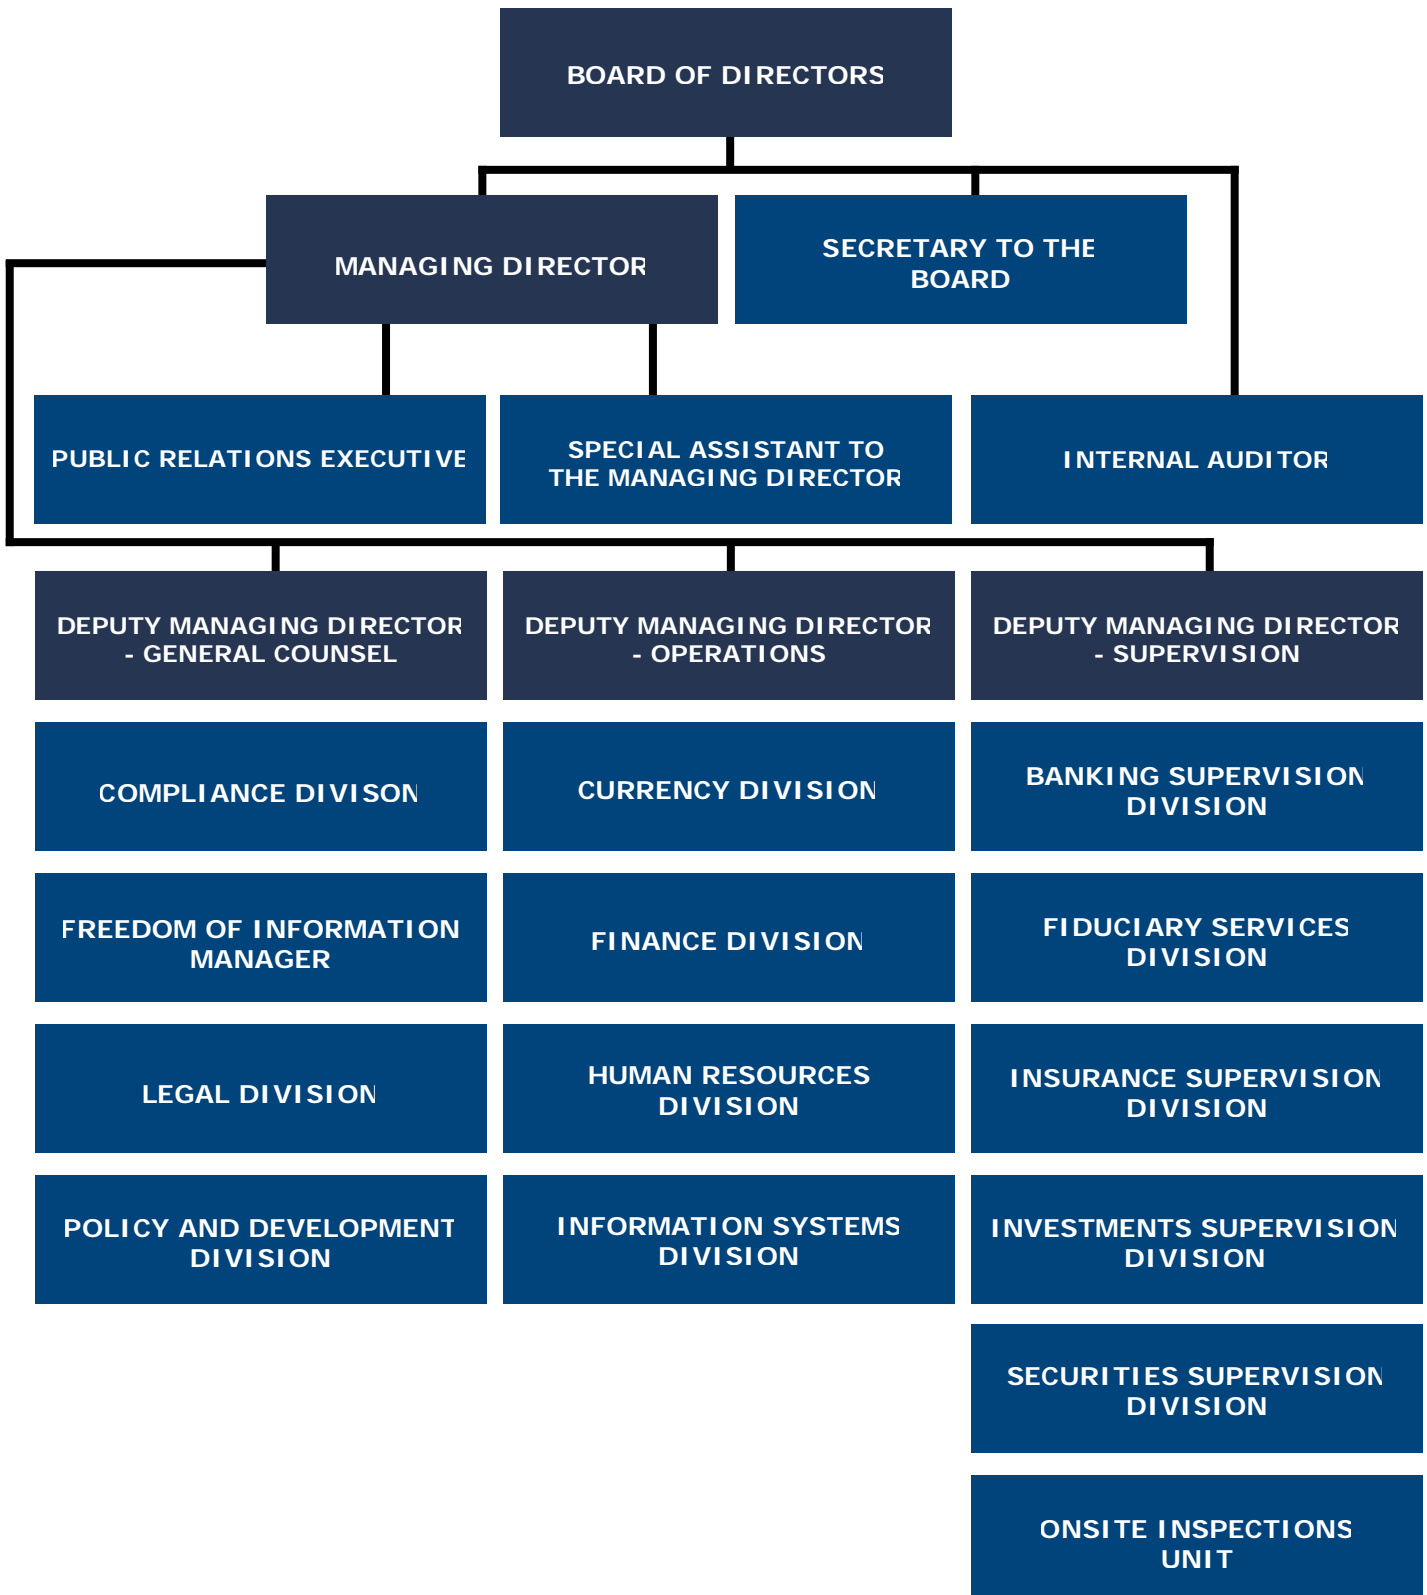 BOARD OF DIRECTORS
MANAGING DIRECTOR
SECRETARY TO THE
BOARD
PUBLIC RELATIONS EXECUTIVE
SPECIAL ASSISTANT TO
THE MANAGING DIRECTOR
INTERNAL AUDITOR
DEPUTY MANAGING DIRECTOR
- GENERAL COUNSEL
DEPUTY MANAGING DIRECTOR
- OPERATIONS
DEPUTY MANAGING DIRECTOR
- SUPERVISION
COMPLIANCE DIVISON
CURRENCY DIVISION
BANKING SUPERVISION
DIVISION
FREEDOM OF INFORMATION
MANAGER
FINANCE DIVISION
FIDUCIARY SERVICES
DIVISION
LEGAL DIVISION
HUMAN RESOURCES
DIVISION
INSURANCE SUPERVISION
DIVISION
POLICY AND DEVELOPMENT
DIVISION
INFORMATION SYSTEMS
DIVISION
INVESTMENTS SUPERVISION
DIVISION
SECURITIES SUPERVISION
DIVISION
ONSITE INSPECTIONS
UNIT